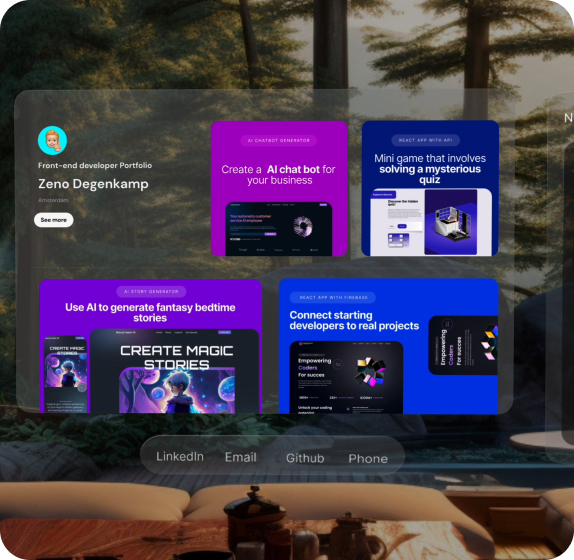 Front-end developer Portfolio
Zeno Degenkamp
Amsterdam
See more
AI CHATBOT GENERATOR
Create a AI chat bot for
your business
REACT APP WITH API
Mini game that involves
solving a mysterious
quiz
Discover the hidden
quiz!
AI STORY GENERATOR
Use AI to generate fantasy bedtime
stories
CREATE MAGIC
STORIES
CREATE MAGIC
STORIES
REACT APP WITH FIREBASE
Connect starting
developers to real projects
Empowering
Coders
For succes
Unlock your coding
Empowering
Coders
For succes
N
LinkedIn
Email
Github
Phone